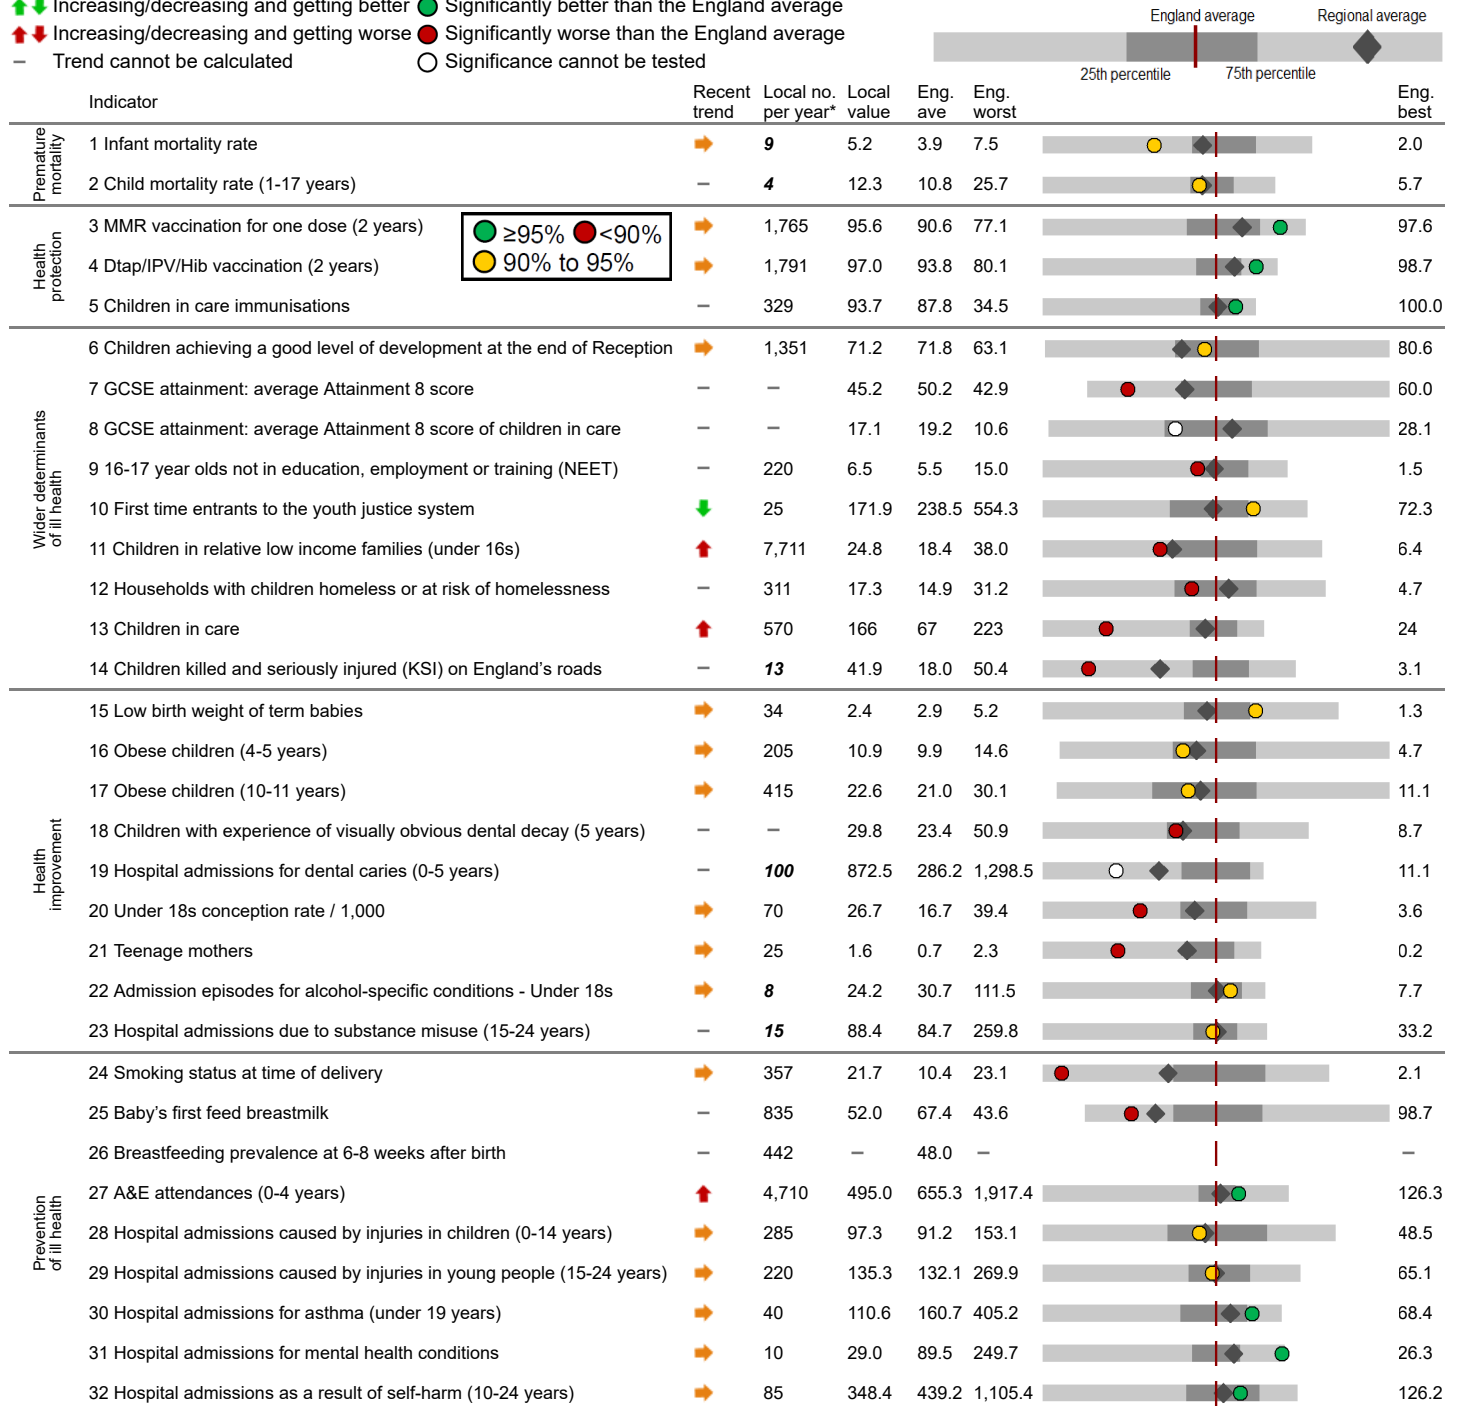 Increasing/decreasing and getting better Significantly better than the England average
Increasing/decreasing and getting worse Significantly worse than the England average
– Trend cannot be calculated Significance cannot be tested
England average Regional average
25th percentile 75th percentile
Indicator Recent trend Local no. per year* Local value Eng. ave Eng. worst Eng. best
Premature mortality
1 Infant mortality rate 9 5.2 3.9 7.5 2.0
2 Child mortality rate (1-17 years) – 4 12.3 10.8 25.7 5.7
Health protection
≥95% <90%
90% to 95%
3 MMR vaccination for one dose (2 years) 1,765 95.6 90.6 77.1 97.6
4 Dtap/IPV/Hib vaccination (2 years) 1,791 97.0 93.8 80.1 98.7
5 Children in care immunisations – 329 93.7 87.8 34.5 100.0
Wider determinants of ill health
6 Children achieving a good level of development at the end of Reception 1,351 71.2 71.8 63.1 80.6
7 GCSE attainment: average Attainment 8 score – – 45.2 50.2 42.9 60.0
8 GCSE attainment: average Attainment 8 score of children in care – – 17.1 19.2 10.6 28.1
9 16-17 year olds not in education, employment or training (NEET) – 220 6.5 5.5 15.0 1.5
10 First time entrants to the youth justice system 25 171.9 238.5 554.3 72.3
11 Children in relative low income families (under 16s) 7,711 24.8 18.4 38.0 6.4
12 Households with children homeless or at risk of homelessness – 311 17.3 14.9 31.2 4.7
13 Children in care 570 166 67 223 24
14 Children killed and seriously injured (KSI) on England’s roads – 13 41.9 18.0 50.4 3.1
Health improvement
15 Low birth weight of term babies 34 2.4 2.9 5.2 1.3
16 Obese children (4-5 years) 205 10.9 9.9 14.6 4.7
17 Obese children (10-11 years) 415 22.6 21.0 30.1 11.1
18 Children with experience of visually obvious dental decay (5 years) – – 29.8 23.4 50.9 8.7
19 Hospital admissions for dental caries (0-5 years) – 100 872.5 286.2 1,298.5 11.1
20 Under 18s conception rate / 1,000 70 26.7 16.7 39.4 3.6
21 Teenage mothers 25 1.6 0.7 2.3 0.2
22 Admission episodes for alcohol-specific conditions - Under 18s 8 24.2 30.7 111.5 7.7
23 Hospital admissions due to substance misuse (15-24 years) – 15 88.4 84.7 259.8 33.2
Prevention of ill health
24 Smoking status at time of delivery 357 21.7 10.4 23.1 2.1
25 Baby’s first feed breastmilk – 835 52.0 67.4 43.6 98.7
26 Breastfeeding prevalence at 6-8 weeks after birth – 442 – 48.0 – –
27 A&E attendances (0-4 years) 4,710 495.0 655.3 1,917.4 126.3
28 Hospital admissions caused by injuries in children (0-14 years) 285 97.3 91.2 153.1 48.5
29 Hospital admissions caused by injuries in young people (15-24 years) 220 135.3 132.1 269.9 65.1
30 Hospital admissions for asthma (under 19 years) 40 110.6 160.7 405.2 68.4
31 Hospital admissions for mental health conditions 10 29.0 89.5 249.7 26.3
32 Hospital admissions as a result of self-harm (10-24 years) 85 348.4 439.2 1,105.4 126.2